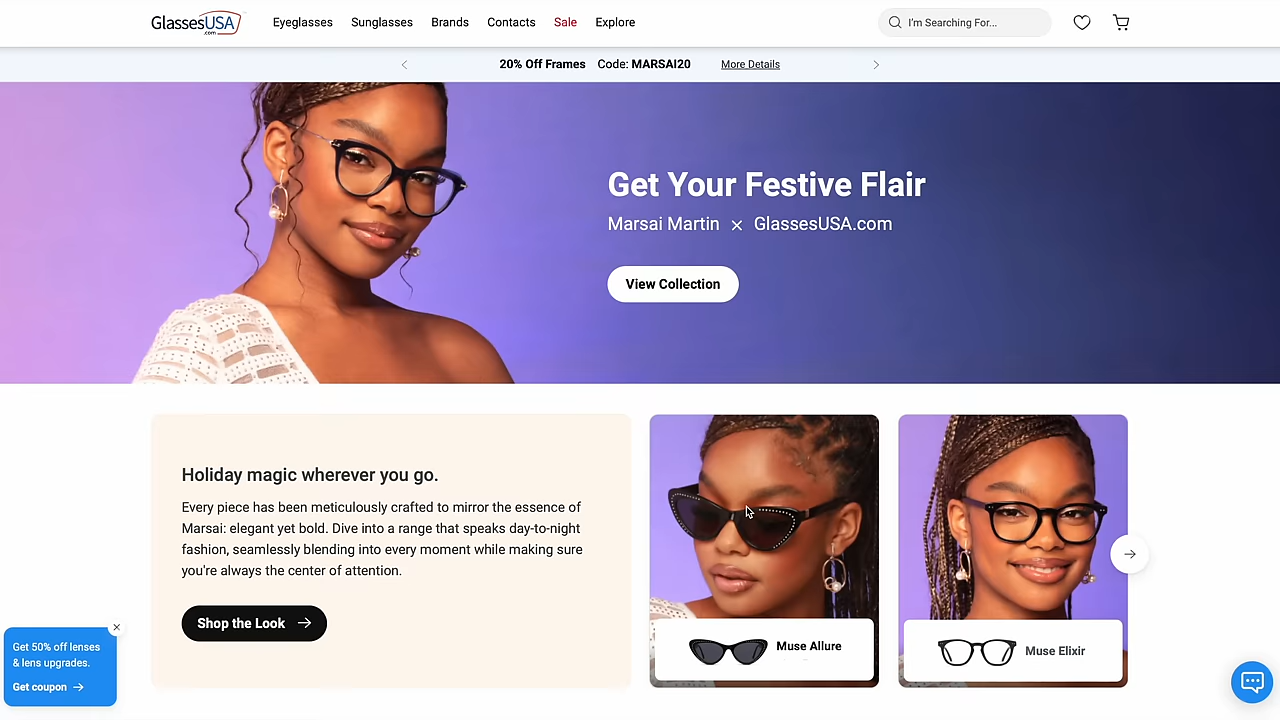 GlassesUSA
.com
Eyeglasses Sunglasses Brands Contacts Sale Explore
I'm Searching For...
20% Off Frames Code: MARSAI20 More Details
Get Your Festive Flair
Marsai Martin × GlassesUSA.com
View Collection
Holiday magic wherever you go.
Every piece has been meticulously crafted to mirror the essence of
Marsai: elegant yet bold. Dive into a range that speaks day-to-night
fashion, seamlessly blending into every moment while making sure
you're always the center of attention.
Shop the Look
Muse Allure
Muse Elixir
Get 50% off lenses
& lens upgrades.
Get coupon